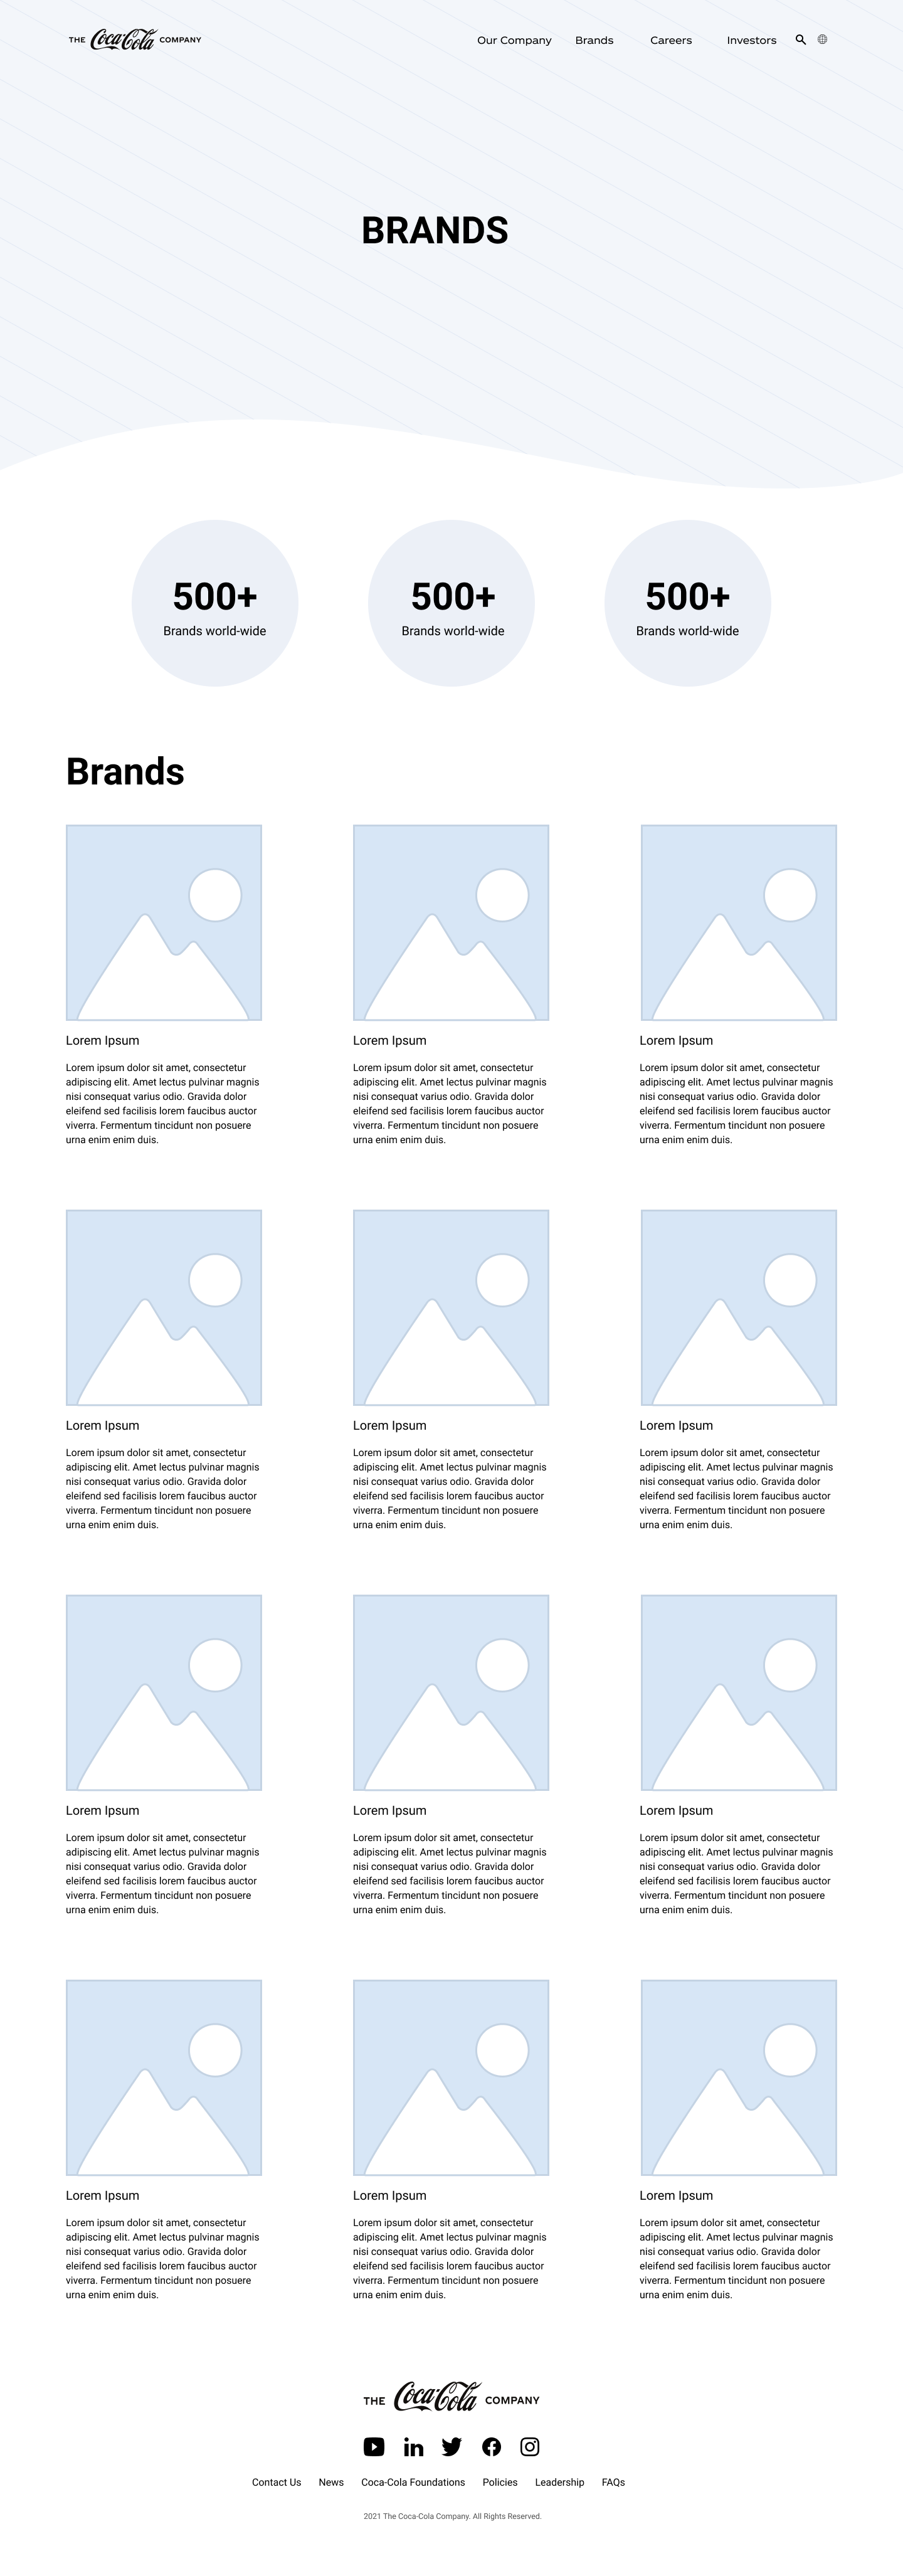 THE Coca-Cola COMPANY
Our Company Brands Careers Investors
BRANDS
500+ 500+ 500+
Brands world-wide Brands world-wide Brands world-wide
Brands
Lorem Ipsum
Lorem ipsum dolor sit amet, consectetur
adipiscing elit. Amet lectus pulvinar magnis
nisi consequat varius odio. Gravida dolor
eleifend sed facilisis lorem faucibus auctor
viverra. Fermentum tincidunt non posuere
urna enim enim duis.
Lorem Ipsum
Lorem ipsum dolor sit amet, consectetur
adipiscing elit. Amet lectus pulvinar magnis
nisi consequat varius odio. Gravida dolor
eleifend sed facilisis lorem faucibus auctor
viverra. Fermentum tincidunt non posuere
urna enim enim duis.
Lorem Ipsum
Lorem ipsum dolor sit amet, consectetur
adipiscing elit. Amet lectus pulvinar magnis
nisi consequat varius odio. Gravida dolor
eleifend sed facilisis lorem faucibus auctor
viverra. Fermentum tincidunt non posuere
urna enim enim duis.
Lorem Ipsum
Lorem ipsum dolor sit amet, consectetur
adipiscing elit. Amet lectus pulvinar magnis
nisi consequat varius odio. Gravida dolor
eleifend sed facilisis lorem faucibus auctor
viverra. Fermentum tincidunt non posuere
urna enim enim duis.
Lorem Ipsum
Lorem ipsum dolor sit amet, consectetur
adipiscing elit. Amet lectus pulvinar magnis
nisi consequat varius odio. Gravida dolor
eleifend sed facilisis lorem faucibus auctor
viverra. Fermentum tincidunt non posuere
urna enim enim duis.
Lorem Ipsum
Lorem ipsum dolor sit amet, consectetur
adipiscing elit. Amet lectus pulvinar magnis
nisi consequat varius odio. Gravida dolor
eleifend sed facilisis lorem faucibus auctor
viverra. Fermentum tincidunt non posuere
urna enim enim duis.
Lorem Ipsum
Lorem ipsum dolor sit amet, consectetur
adipiscing elit. Amet lectus pulvinar magnis
nisi consequat varius odio. Gravida dolor
eleifend sed facilisis lorem faucibus auctor
viverra. Fermentum tincidunt non posuere
urna enim enim duis.
Lorem Ipsum
Lorem ipsum dolor sit amet, consectetur
adipiscing elit. Amet lectus pulvinar magnis
nisi consequat varius odio. Gravida dolor
eleifend sed facilisis lorem faucibus auctor
viverra. Fermentum tincidunt non posuere
urna enim enim duis.
Lorem Ipsum
Lorem ipsum dolor sit amet, consectetur
adipiscing elit. Amet lectus pulvinar magnis
nisi consequat varius odio. Gravida dolor
eleifend sed facilisis lorem faucibus auctor
viverra. Fermentum tincidunt non posuere
urna enim enim duis.
Lorem Ipsum
Lorem ipsum dolor sit amet, consectetur
adipiscing elit. Amet lectus pulvinar magnis
nisi consequat varius odio. Gravida dolor
eleifend sed facilisis lorem faucibus auctor
viverra. Fermentum tincidunt non posuere
urna enim enim duis.
Lorem Ipsum
Lorem ipsum dolor sit amet, consectetur
adipiscing elit. Amet lectus pulvinar magnis
nisi consequat varius odio. Gravida dolor
eleifend sed facilisis lorem faucibus auctor
viverra. Fermentum tincidunt non posuere
urna enim enim duis.
Lorem Ipsum
Lorem ipsum dolor sit amet, consectetur
adipiscing elit. Amet lectus pulvinar magnis
nisi consequat varius odio. Gravida dolor
eleifend sed facilisis lorem faucibus auctor
viverra. Fermentum tincidunt non posuere
urna enim enim duis.
THE Coca-Cola COMPANY
Contact Us News Coca-Cola Foundations Policies Leadership FAQs
2021 The Coca-Cola Company. All Rights Reserved.